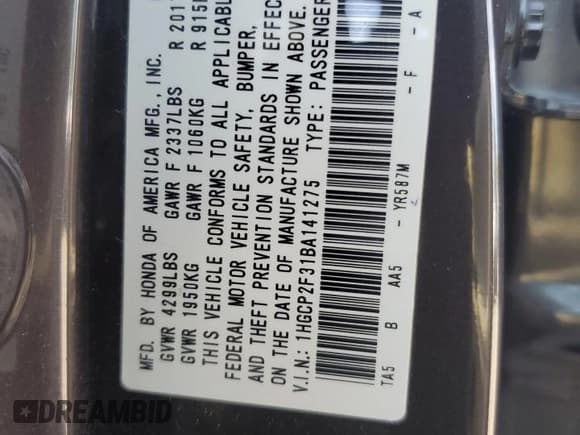 MFD. BY HONDA OF AMERICA MFG., INC.
GVWR 4299LBS GAWR F 2337LBS R 201
GVWR 1950KG GAWR F 1060KG R 915
THIS VEHICLE CONFORMS TO ALL APPLICABLE
FEDERAL MOTOR VEHICLE SAFETY, BUMPER,
AND THEFT PREVENTION STANDARDS IN EFFEC
ON THE DATE OF MANUFACTURE SHOWN ABOVE.
V.I.N.: 1HGCP2F31BA141275 TYPE: PASSENGER
TA5 B AA5 - YR587M - F - A
DREAMBID